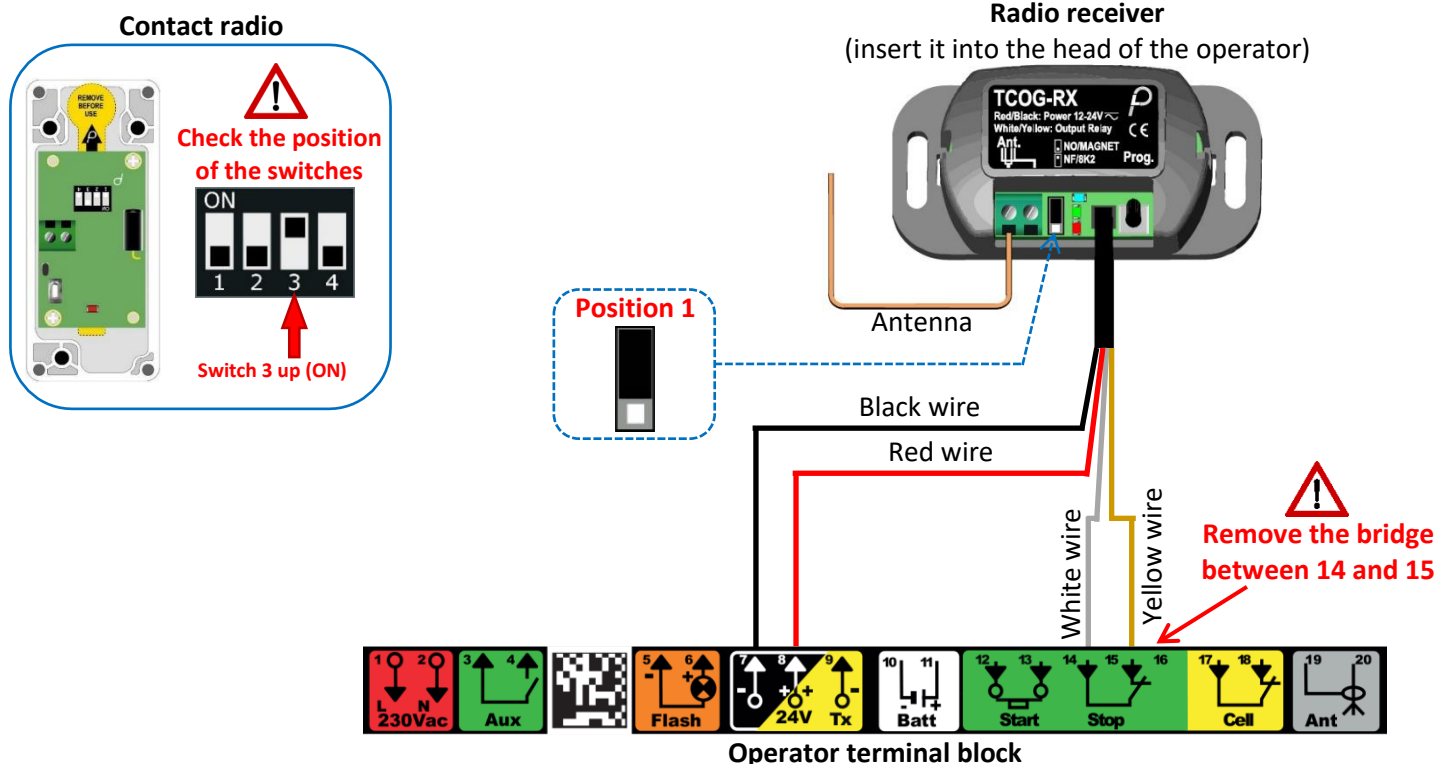 Contact radio
REMOVE
BEFORE
USE
Check the position
of the switches
ON
1 2 3 4
Switch 3 up (ON)
Radio receiver
(insert it into the head of the operator)
TCOG-RX
Red/Black: Power 12-24V
White/Yellow: Output Relay
CE
Ant.
NO/MAGNET
NF/8K2
Prog.
Position 1
Antenna
Black wire
Red wire
White wire
Yellow wire
Remove the bridge
between 14 and 15
1 2 3 4 5 6 7 8 9 10 11 12 13 14 15 16 17 18 19 20
- + - + + - - +
L N
230Vac Aux Flash 24V Tx Batt Start Stop Cell Ant
Operator terminal block